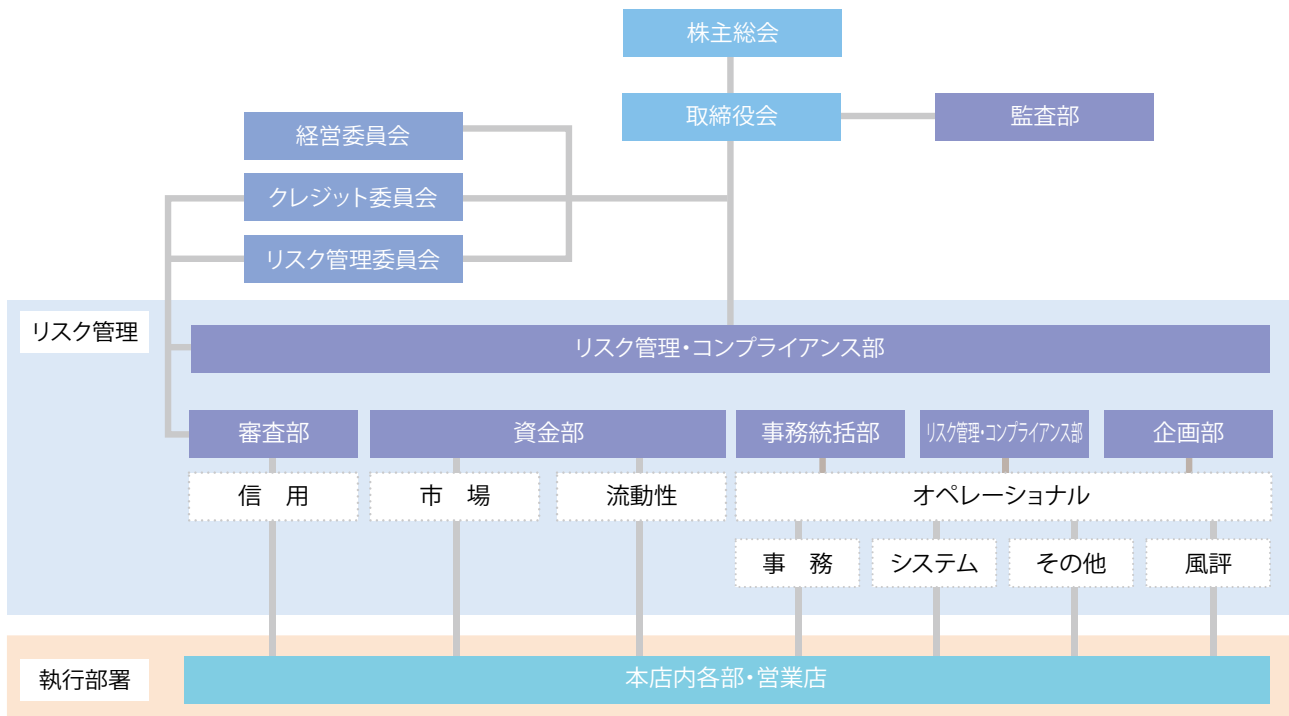 株主総会
取締役会
監査部
経営委員会
クレジット委員会
リスク管理委員会
リスク管理
リスク管理・コンプライアンス部
審査部
資金部
事務統括部
リスク管理・コンプライアンス部
企画部
信　用
市　場
流動性
オペレーショナル
事　務
システム
その他
風評
執行部署
本店内各部・営業店